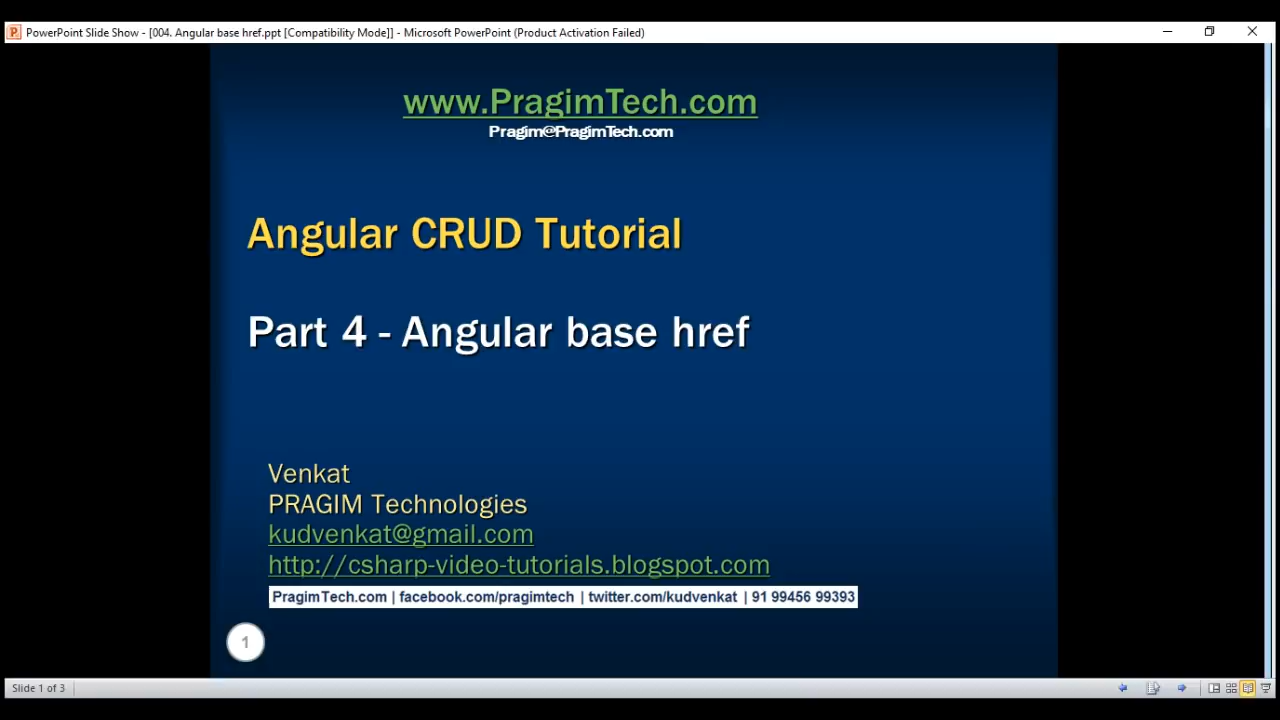 PowerPoint Slide Show - [004. Angular base href.ppt [Compatibility Mode]] - Microsoft PowerPoint (Product Activation Failed)
www.PragimTech.com
Pragim@PragimTech.com
Angular CRUD Tutorial
Part 4 - Angular base href
Venkat
PRAGIM Technologies
kudvenkat@gmail.com
http://csharp-video-tutorials.blogspot.com
PragimTech.com | facebook.com/pragimtech | twitter.com/kudvenkat | 91 99456 99393
1
Slide 1 of 3